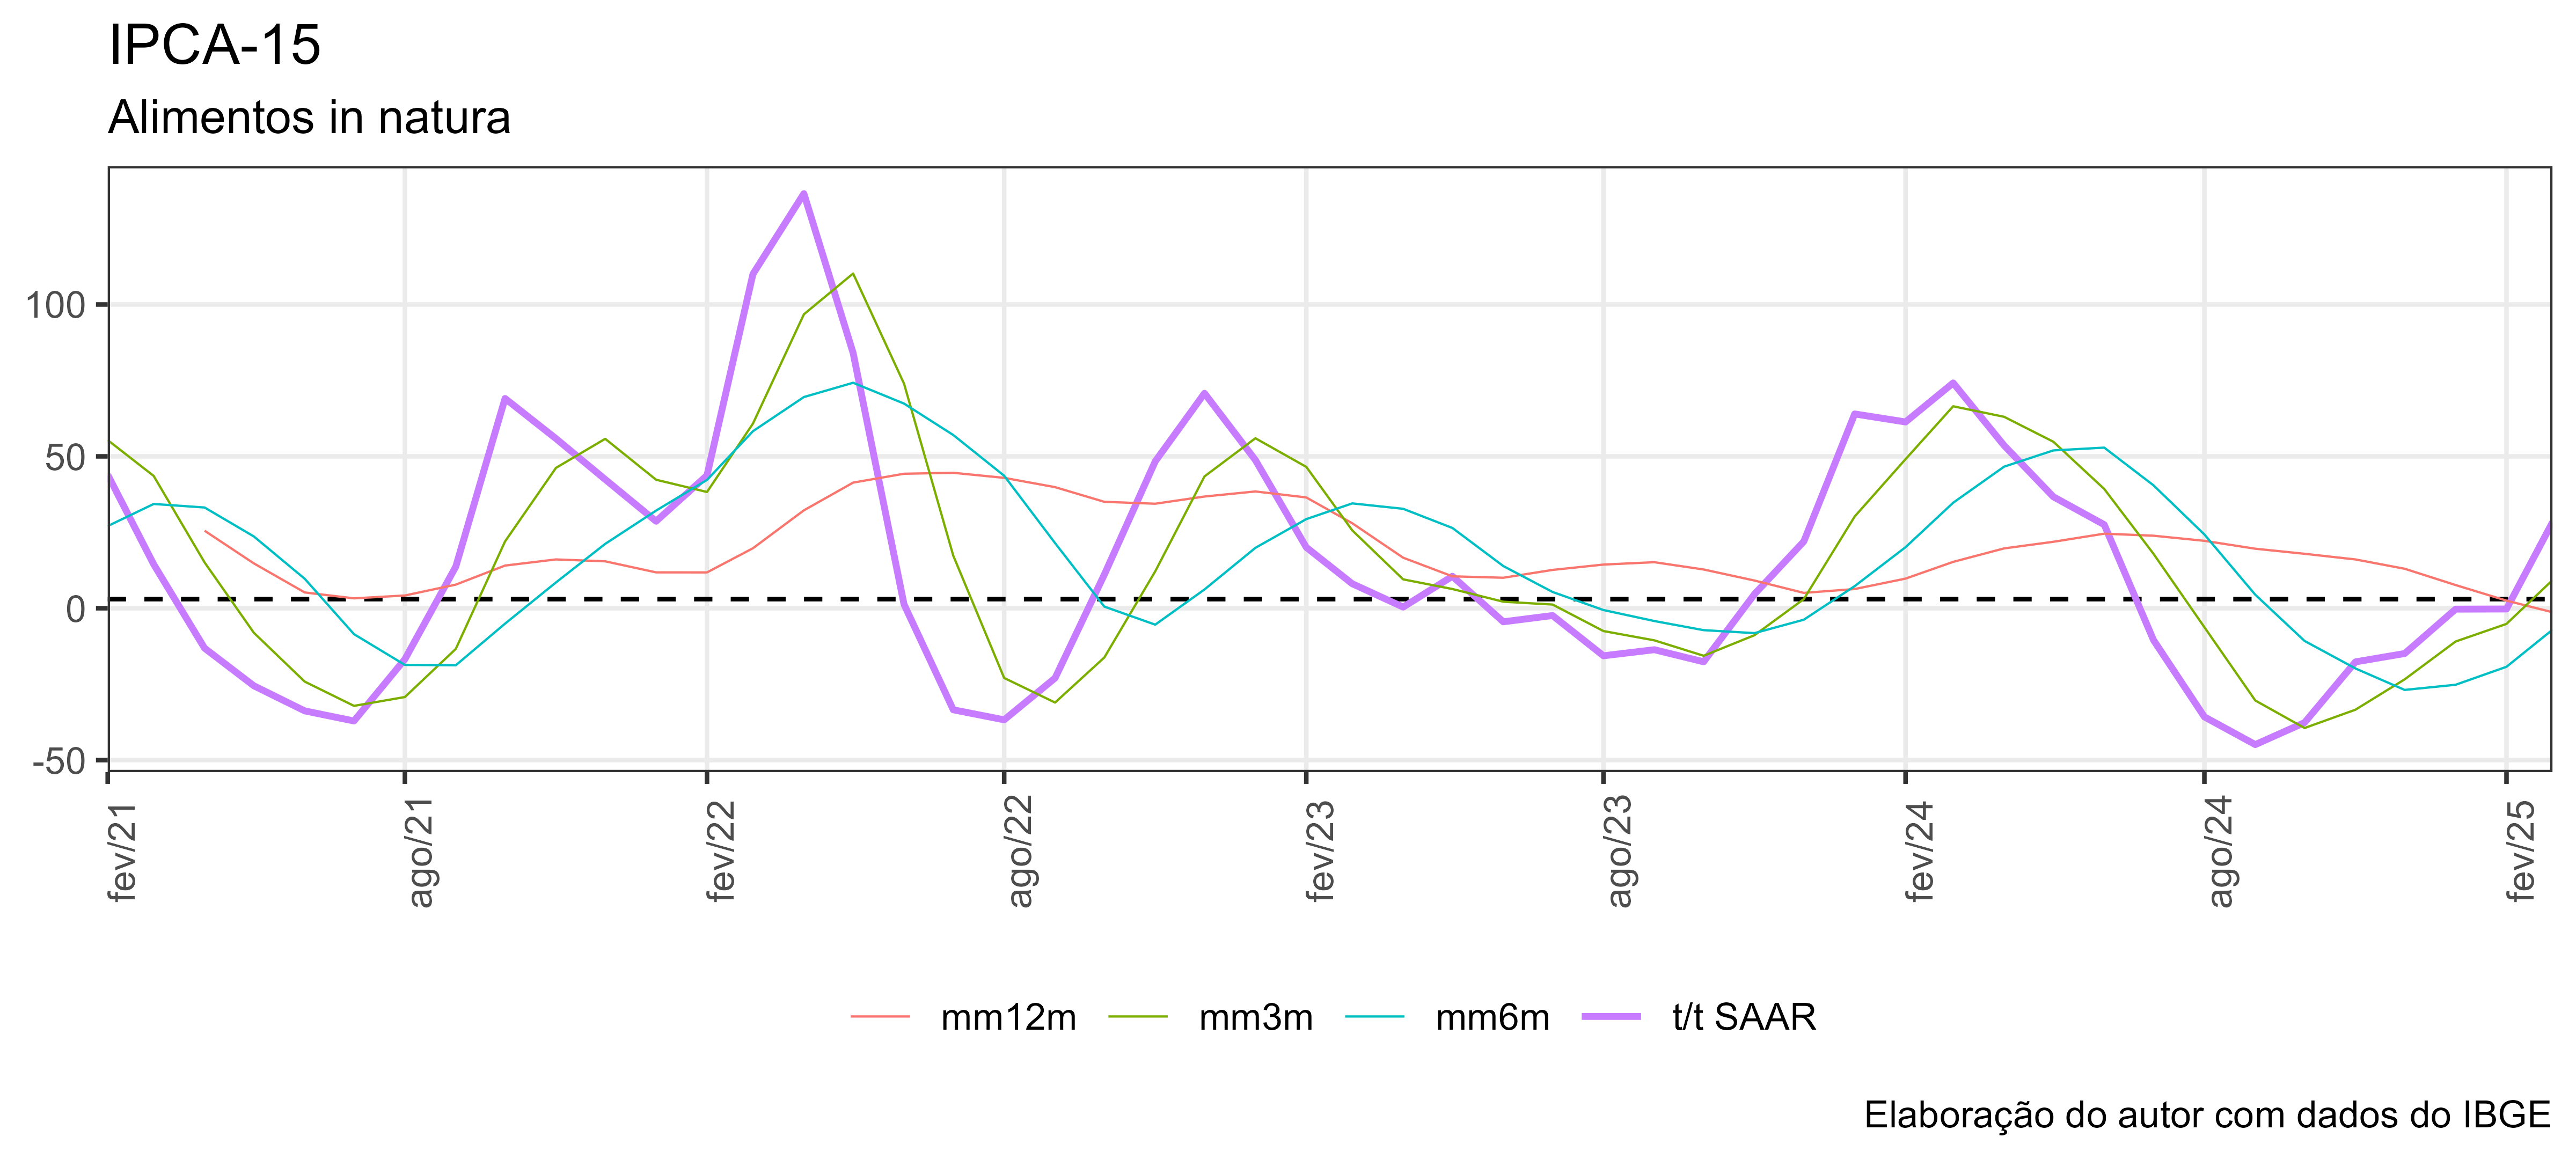 IPCA-15
Alimentos in natura
100
50
0
-50
fev/21
ago/21
fev/22
ago/22
fev/23
ago/23
fev/24
ago/24
fev/25
mm12m mm3m mm6m t/t SAAR
Elaboração do autor com dados do IBGE